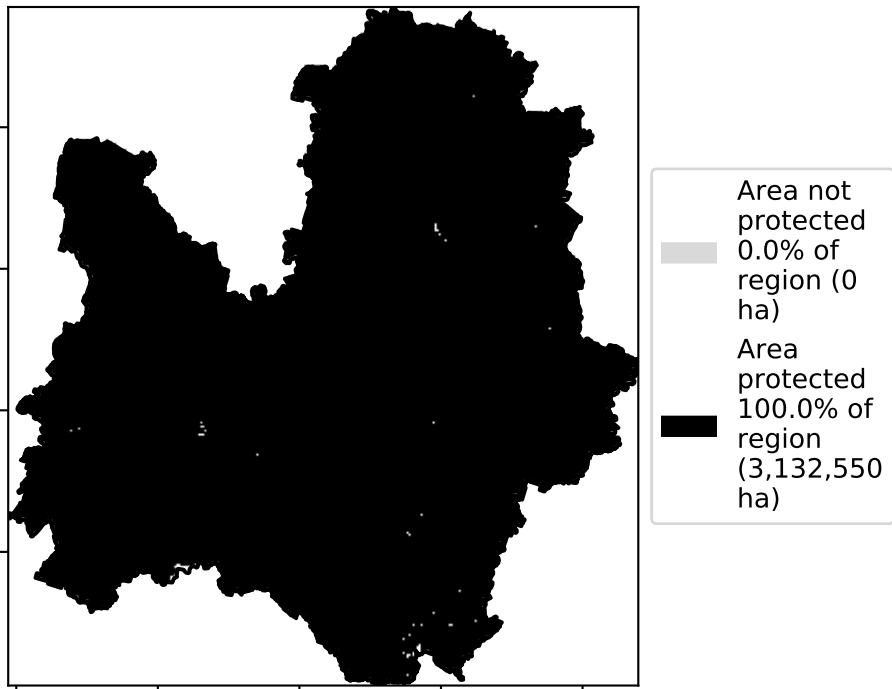 Area not
protected
0.0% of
region (0
ha)
Area
protected
100.0% of
region
(3,132,550
ha)